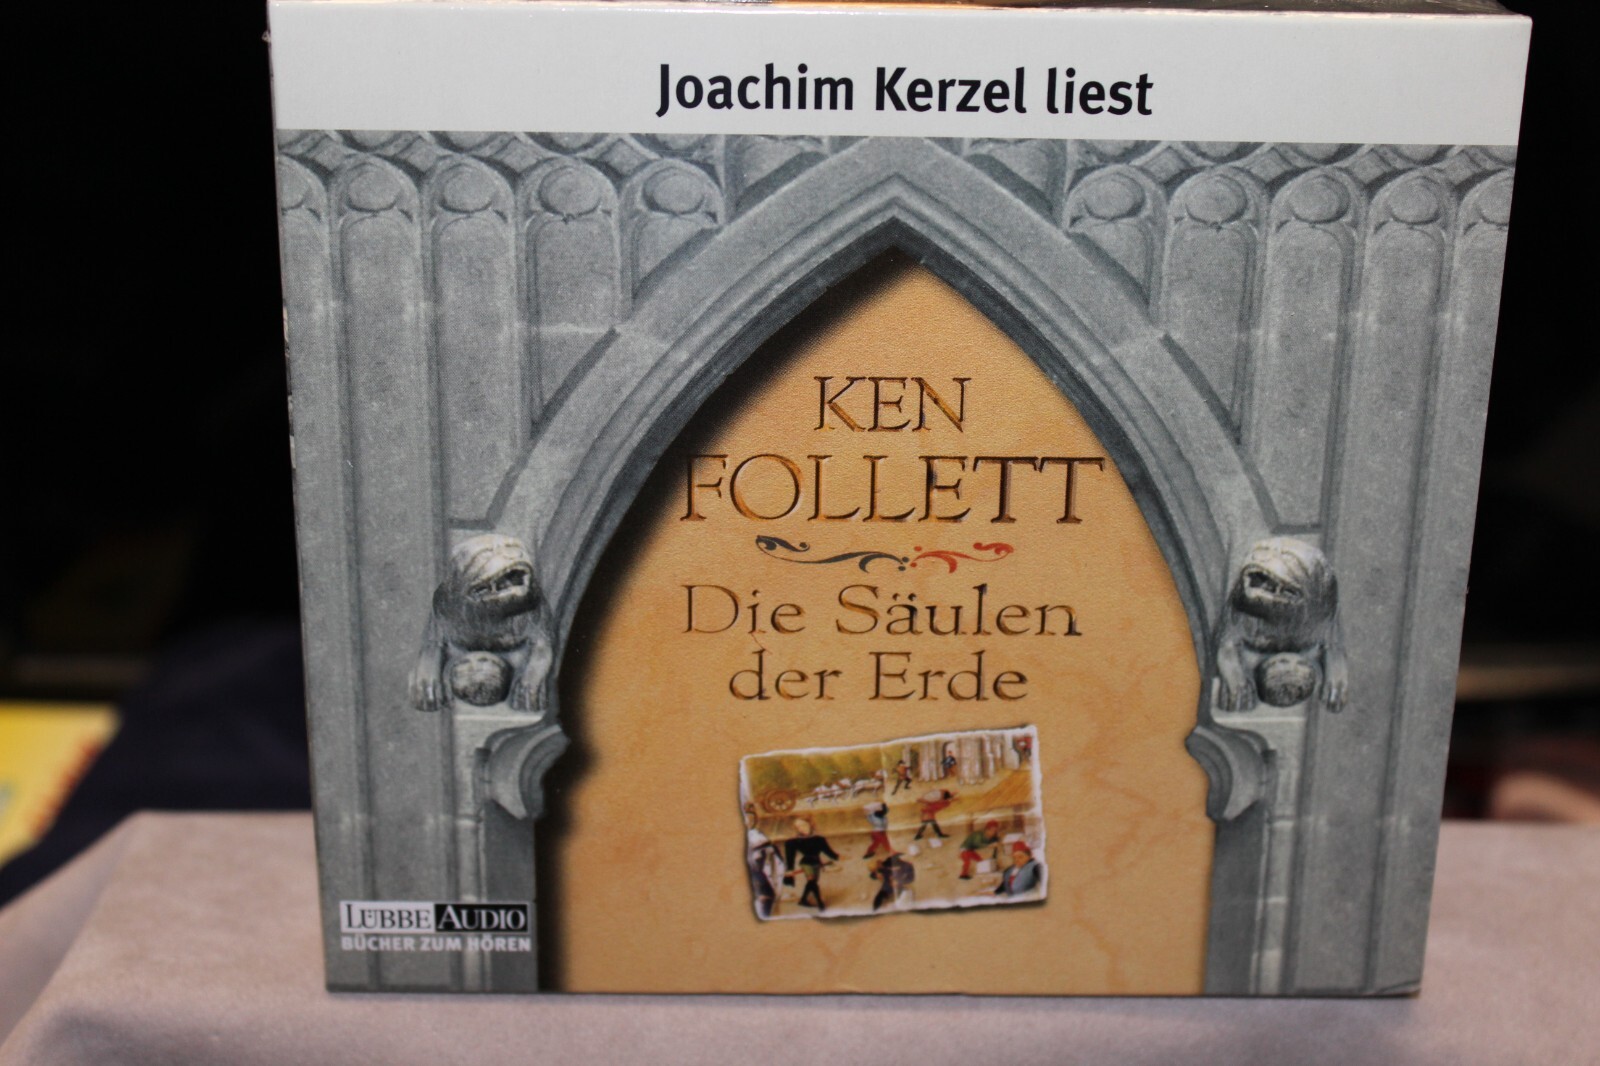 Joachim Kerzel liest
KEN
FOLLETT
Die Säulen
der Erde
LÜBBE AUDIO
BÜCHER ZUM HÖREN